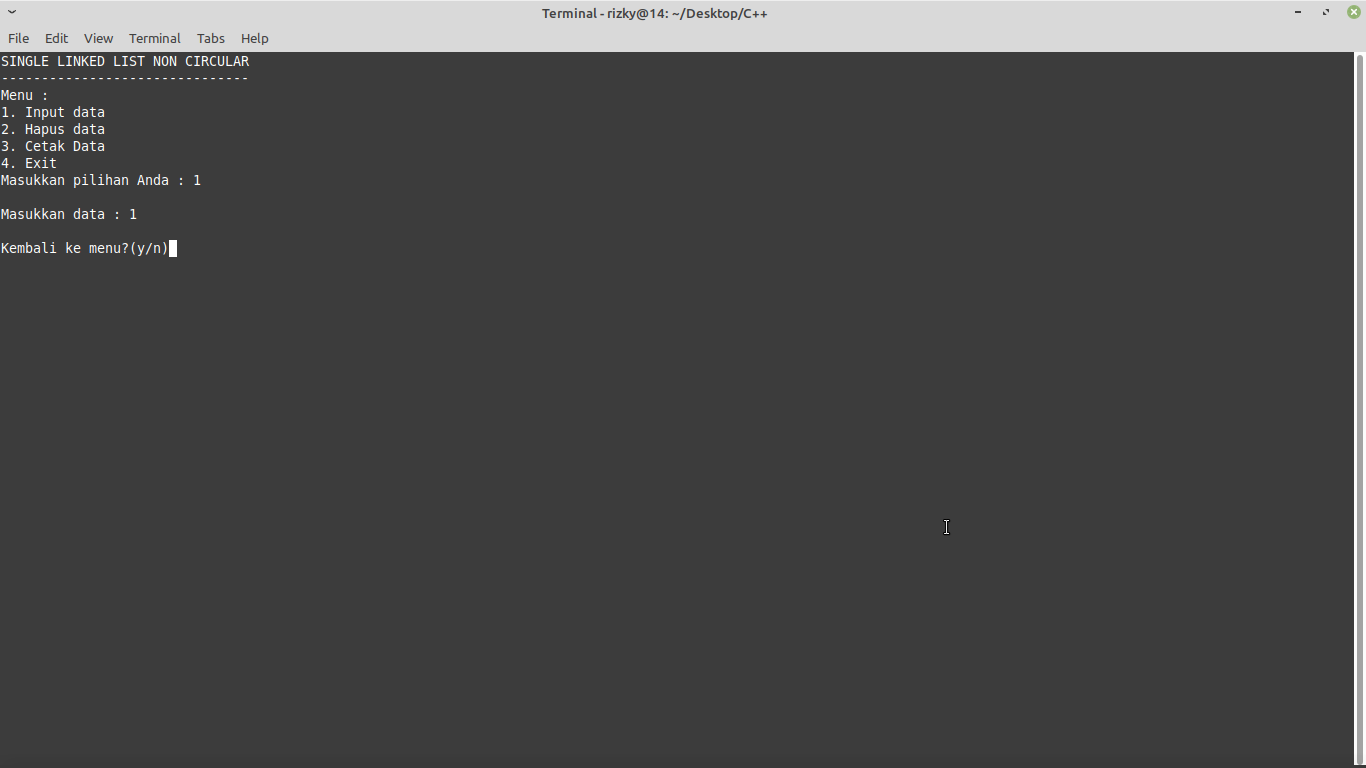 Terminal - rizky@14: ~/Desktop/C++
File Edit View Terminal Tabs Help
SINGLE LINKED LIST NON CIRCULAR
-------------------------------
Menu :
1. Input data
2. Hapus data
3. Cetak Data
4. Exit
Masukkan pilihan Anda : 1
Masukkan data : 1
Kembali ke menu?(y/n)